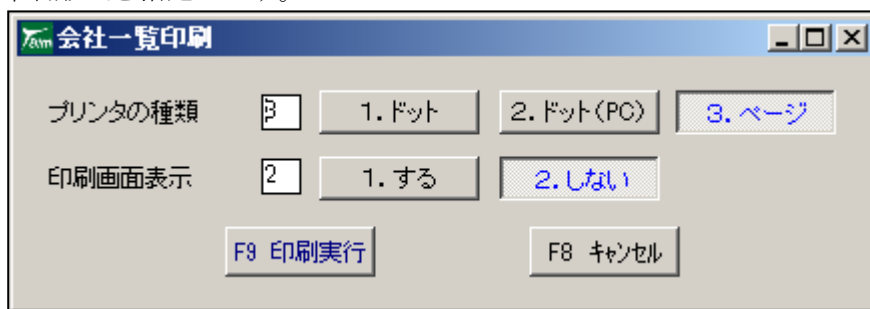 会社一覧印刷
プリンタの種類 3 1.ドット 2.ドット(PC) 3.ページ
印刷画面表示 2 1.する 2.しない
F9 印刷実行 F8 キャンセル